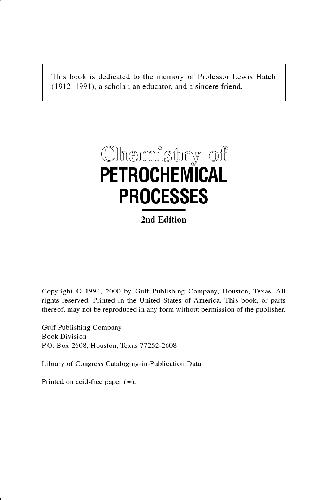 This book is dedicated to the memory of Professor Lewis Hatch
(1912–1991), a scholar, an educator, and a sincere friend.
Chemistry of
PETROCHEMICAL
PROCESSES
2nd Edition
Copyright © 1994, 2000 by Gulf Publishing Company, Houston, Texas. All
rights reserved. Printed in the United States of America. This book, or parts
thereof, may not be reproduced in any form without permission of the publisher.
Gulf Publishing Company
Book Division
P.O. Box 2608, Houston, Texas 77252-2608
Library of Congress Cataloging-in-Publication Data
Printed on acid-free paper (∞).